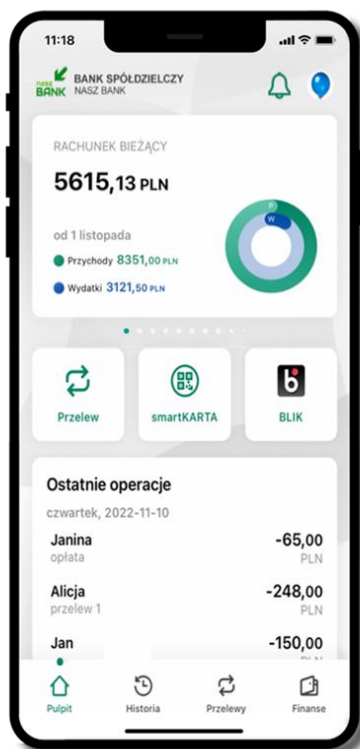 11:18
NASZ BANK
BANK SPÓŁDZIELCZY
NASZ BANK
RACHUNEK BIEŻĄCY
5615,13 PLN
od 1 listopada
Przychody 8351,00 PLN
Wydatki 3121,50 PLN
P
W
Przelew
smartKARTA
BLIK
Ostatnie operacje
czwartek, 2022-11-10
Janina -65,00
opłata PLN
Alicja -248,00
przelew 1 PLN
Jan -150,00
PLN
Pulpit
Historia
Przelewy
Finanse